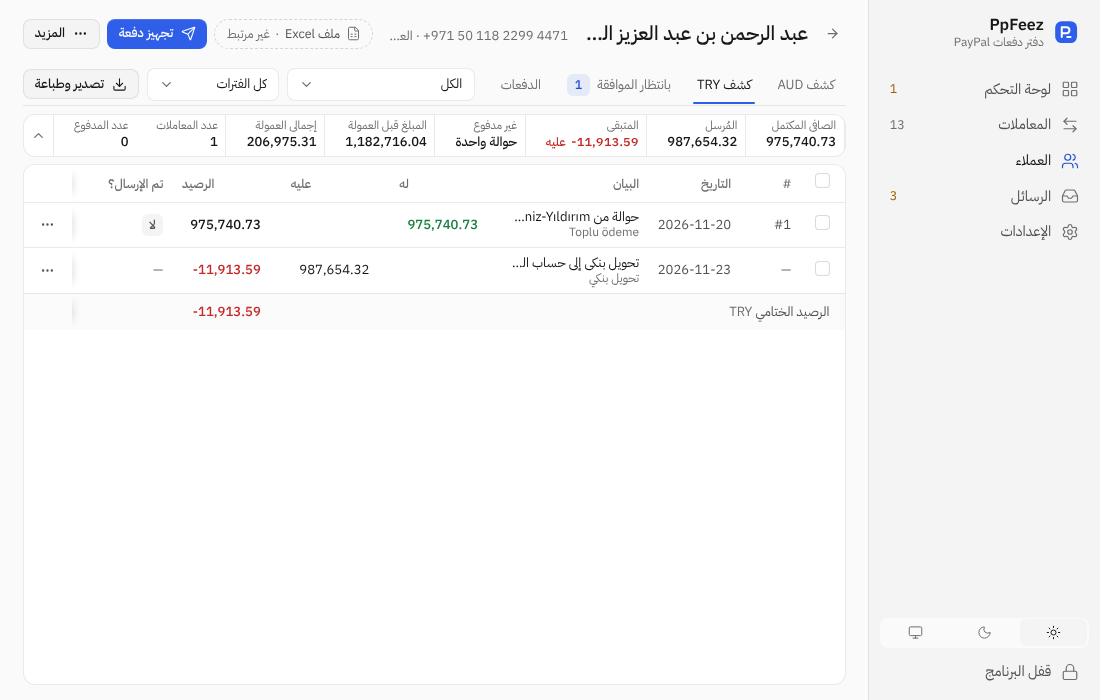 PpFeez
دفتر دفعات PayPal
لوحة التحكم 1
المعاملات 13
العملاء
الرسائل 3
الإعدادات
قفل البرنامج
عبد الرحمن بن عبد العزيز الـ...
+971 50 118 2299 4471 · العـ...
ملف Excel · غير مرتبط
تجهيز دفعة
المزيد
كشف AUD
كشف TRY
بانتظار الموافقة 1
الدفعات
الكل
كل الفترات
تصدير وطباعة
الصافي المكتمل
975,740.73
المُرسل
987,654.32
المتبقي
-11,913.59 عليه
غير مدفوع
حوالة واحدة
المبلغ قبل العمولة
1,182,716.04
إجمالي العمولة
206,975.31
عدد المعاملات
1
عدد المدفوع
0
# التاريخ البيان له عليه الرصيد تم الإرسال؟
#1 2026-11-20 حوالة من niz-Yıldırım... 975,740.73 975,740.73 لا
Toplu ödeme
— 2026-11-23 تحويل بنكي إلى حساب الـ... 987,654.32 -11,913.59 —
تحويل بنكي
الرصيد الختامي TRY -11,913.59